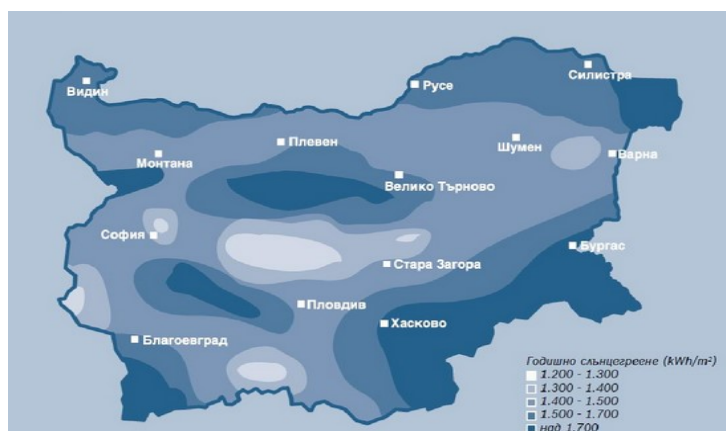 Видин
Русе
Силистра
Плевен
Шумен
Монтана
Варна
Велико Търново
София
Бургас
Стара Загора
Пловдив
Хасково
Благоевград
Годишно слънцегреене (kWh/m²)
1.200 - 1.300
1.300 - 1.400
1.400 - 1.500
1.500 - 1.700
над 1.700